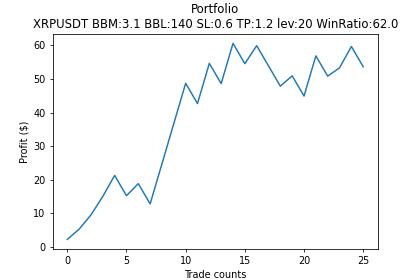 Portfolio
XRPUSDT BBM:3.1 BBL:140 SL:0.6 TP:1.2 lev:20 WinRatio:62.0
60
50
40
30
20
10
0
Profit ($)
0 5 10 15 20 25
Trade counts